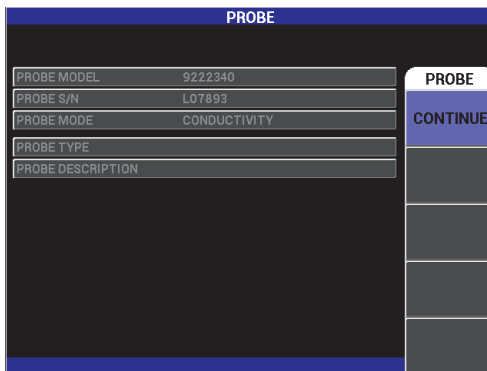 PROBE
PROBE MODEL 9222340
PROBE S/N L07893
PROBE MODE CONDUCTIVITY
PROBE TYPE
PROBE DESCRIPTION
PROBE
CONTINUE